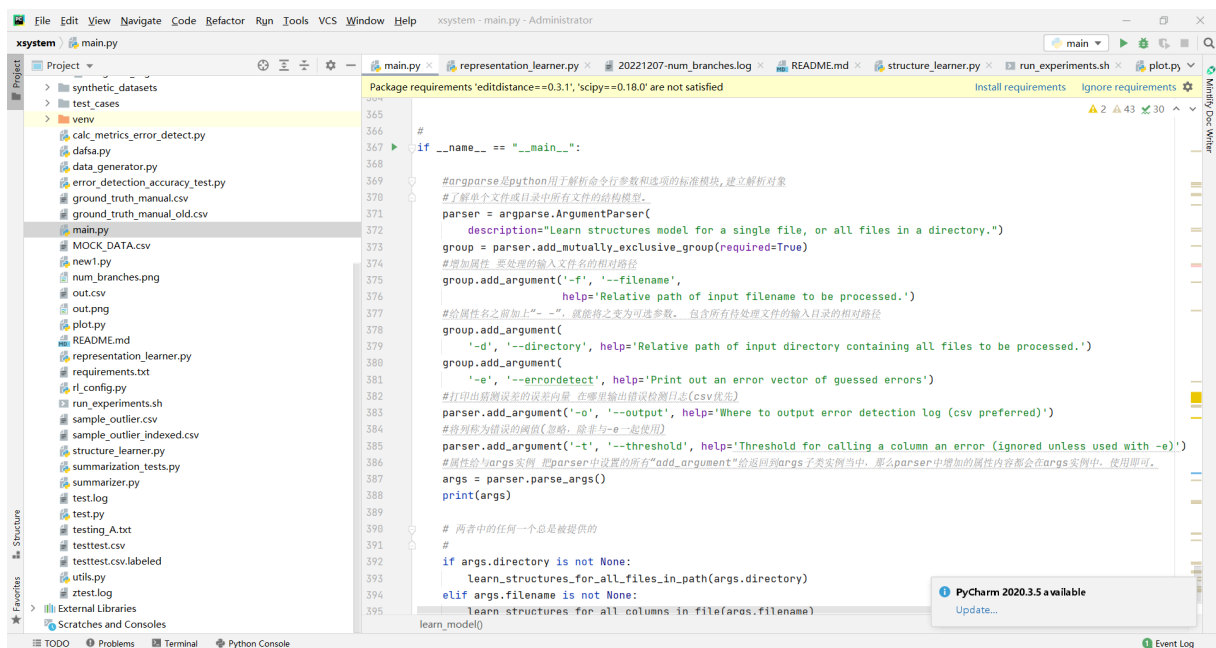 File Edit View Navigate Code Refactor Run Tools VCS Window Help xsystem - main.py - Administrator
xsystem main.py
main
Project
Project
main.py representation_learner.py 20221207-num_branches.log README.md structure_learner.py run_experiments.sh plot.py
Package requirements 'editdistance==0.3.1', 'scipy==0.18.0' are not satisfied Install requirements Ignore requirements
2 43 30
Mintlify Doc Writer
synthetic_datasets
test_cases
venv
calc_metrics_error_detect.py
dafsa.py
data_generator.py
error_detection_accuracy_test.py
ground_truth_manual.csv
ground_truth_manual_old.csv
main.py
MOCK_DATA.csv
new1.py
num_branches.png
out.csv
out.png
plot.py
README.md
representation_learner.py
requirements.txt
rl_config.py
run_experiments.sh
sample_outlier.csv
sample_outlier_indexed.csv
structure_learner.py
summarization_tests.py
summarizer.py
test.log
test.py
testing_A.txt
testtest.csv
testtest.csv.labeled
utils.py
ztest.log
External Libraries
Scratches and Consoles
Structure
Favorites
365
366 #
367 if __name__ == "__main__":
368
369 #argparse是python用于解析命令行参数和选项的标准模块,建立解析对象
370 #了解单个文件或目录中所有文件的结构模型。
371 parser = argparse.ArgumentParser(
372 description="Learn structures model for a single file, or all files in a directory.")
373 group = parser.add_mutually_exclusive_group(required=True)
374 #增加属性 要处理的输入文件名的相对路径
375 group.add_argument('-f', '--filename',
376 help='Relative path of input filename to be processed.')
377 #给属性名之前加上“- -”，就能将之变为可选参数。 包含所有待处理文件的输入目录的相对路径
378 group.add_argument(
379 '-d', '--directory', help='Relative path of input directory containing all files to be processed.')
380 group.add_argument(
381 '-e', '--errordetect', help='Print out an error vector of guessed errors')
382 #打印出猜测误差的误差向量 在哪里输出错误检测日志(csv优先)
383 parser.add_argument('-o', '--output', help='Where to output error detection log (csv preferred)')
384 #将列称为错误的阈值(忽略，除非与-e一起使用)
385 parser.add_argument('-t', '--threshold', help='Threshold for calling a column an error (ignored unless used with -e)')
386 #属性给与args实例 把parser中设置的所有“add_argument"给返回到args子类实例当中，那么parser中增加的属性内容都会在args实例中，使用即可。
387 args = parser.parse_args()
388 print(args)
389
390 # 两者中的任何一个总是被提供的
391 #
392 if args.directory is not None:
393 learn_structures_for_all_files_in_path(args.directory)
394 elif args.filename is not None:
395 learn_structures_for_all_columns_in_file(args.filename)
learn_model()
PyCharm 2020.3.5 available
Update...
TODO Problems Terminal Python Console
1 Event Log